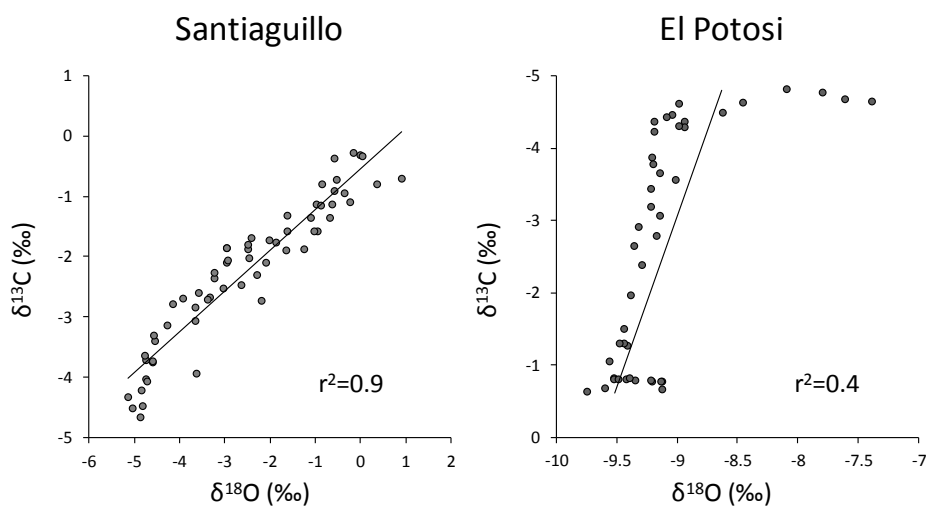 Santiaguillo
El Potosi
1
0
-1
-2
-3
-4
-5
-6 -5 -4 -3 -2 -1 0 1 2
δ¹³C (‰)
δ¹⁸O (‰)
r²=0.9
-5
-4
-3
-2
-1
0
-10 -9.5 -9 -8.5 -8 -7.5 -7
δ¹³C (‰)
δ¹⁸O (‰)
r²=0.4